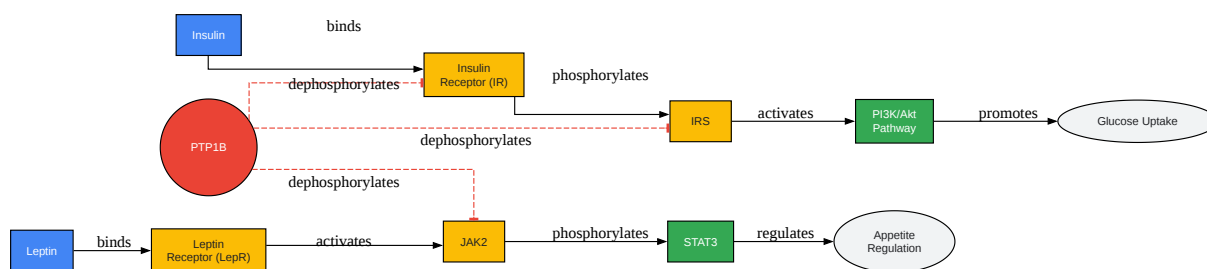 Insulin
binds
Insulin
Receptor (IR)
phosphorylates
dephosphorylates
IRS
activates
PI3K/Akt
Pathway
promotes
Glucose Uptake
PTP1B
dephosphorylates
dephosphorylates
Leptin
binds
Leptin
Receptor (LepR)
activates
JAK2
phosphorylates
STAT3
regulates
Appetite
Regulation